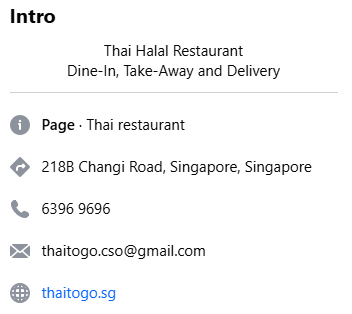 Intro
Thai Halal Restaurant
Dine-In, Take-Away and Delivery
Page · Thai restaurant
218B Changi Road, Singapore, Singapore
6396 9696
thaitogo.cso@gmail.com
thaitogo.sg